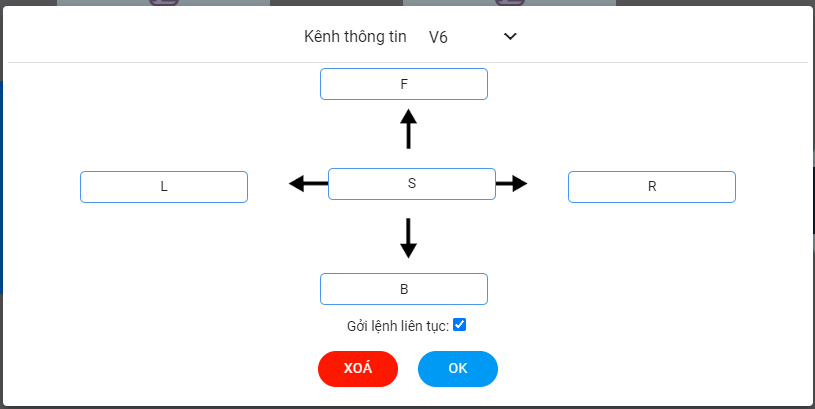 Kênh thông tin V6
F
L S R
B
Gởi lệnh liên tục:
XOÁ OK